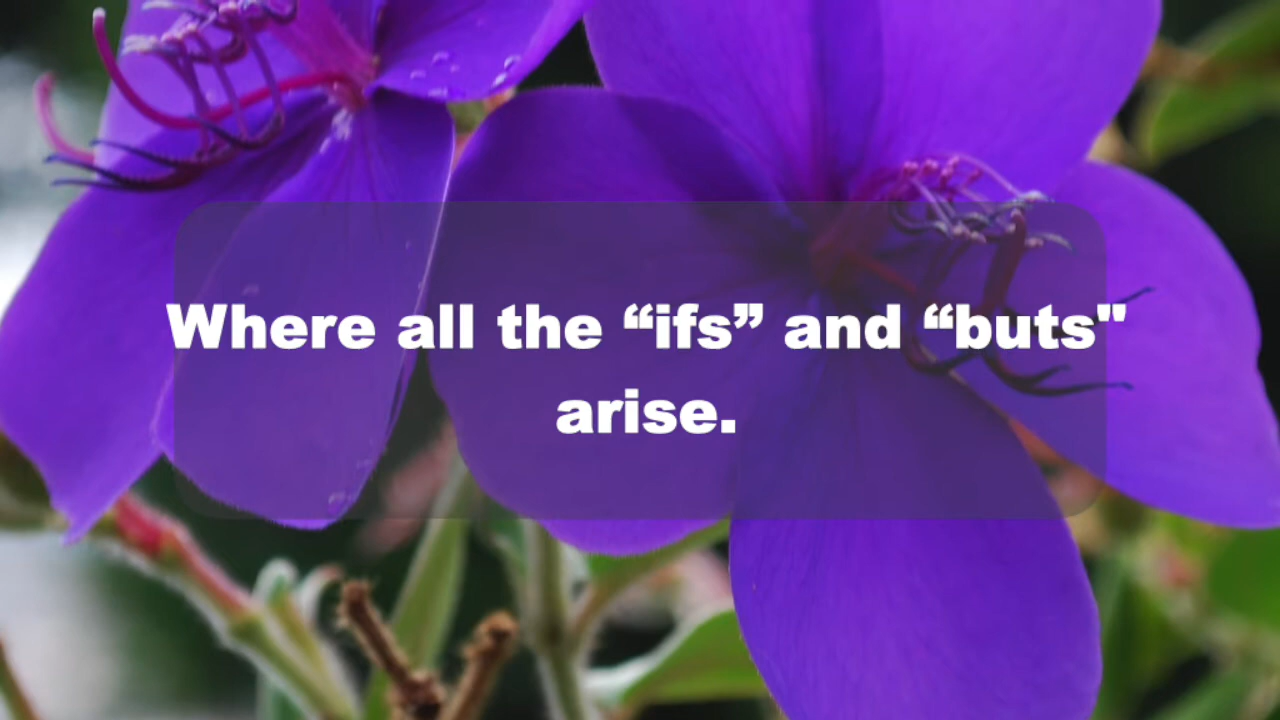 Where all the “ifs” and “buts"
arise.